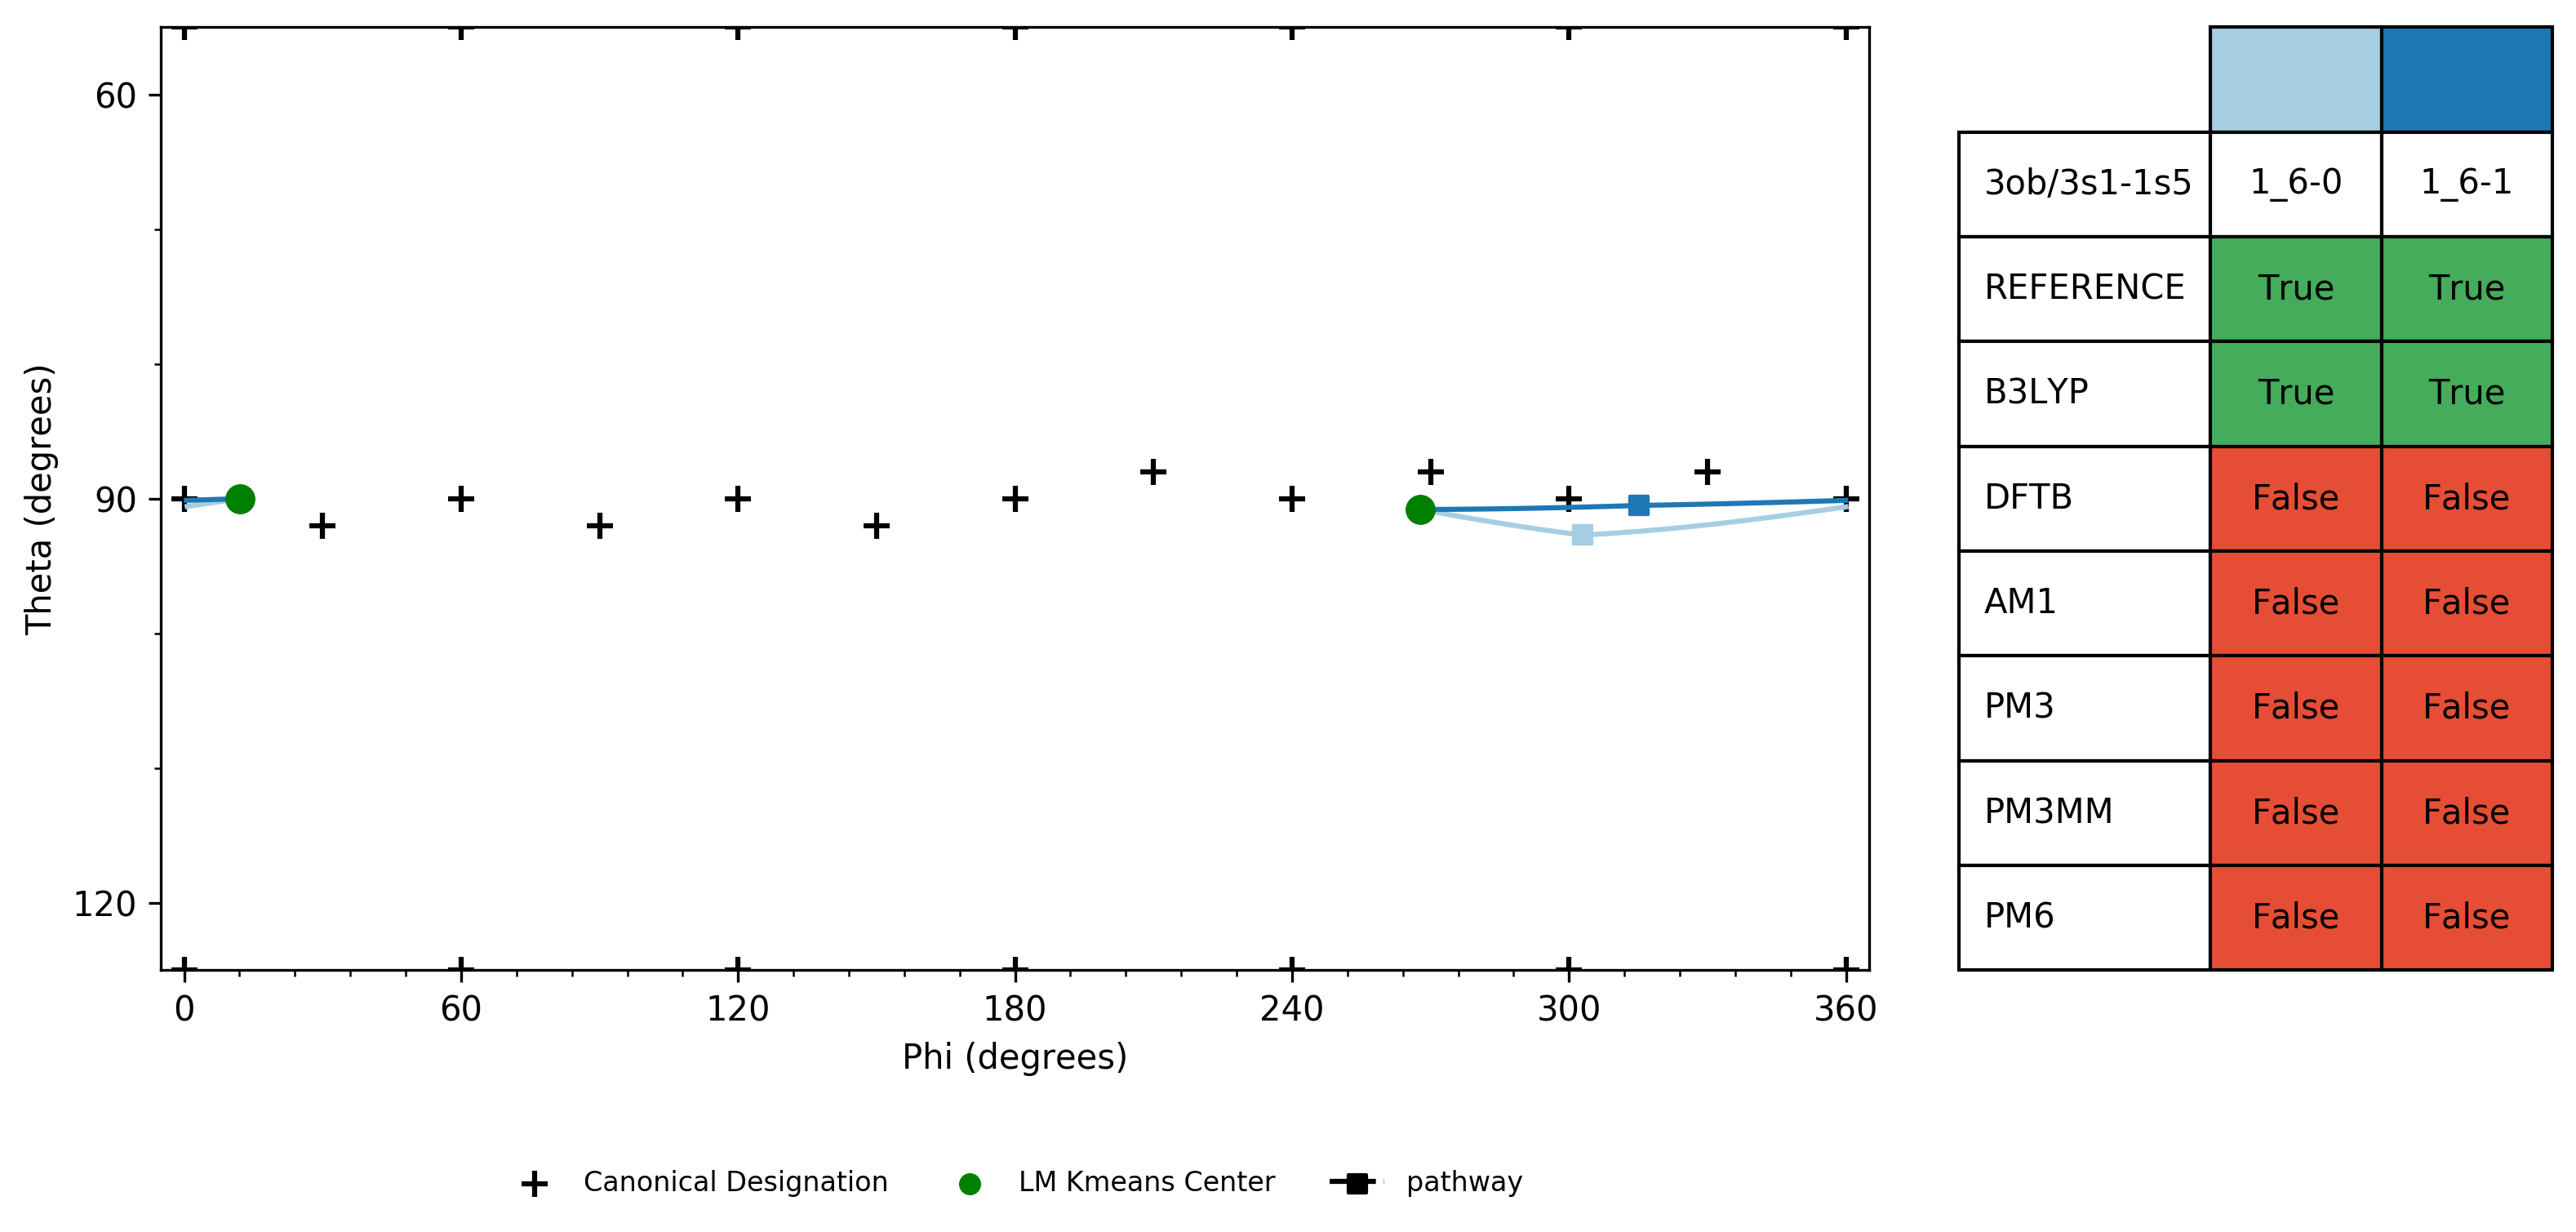 60
90
120
Theta (degrees)
0 60 120 180 240 300 360
Phi (degrees)
Canonical Designation LM Kmeans Center pathway
3ob/3s1-1s5 1_6-0 1_6-1
REFERENCE True True
B3LYP True True
DFTB False False
AM1 False False
PM3 False False
PM3MM False False
PM6 False False